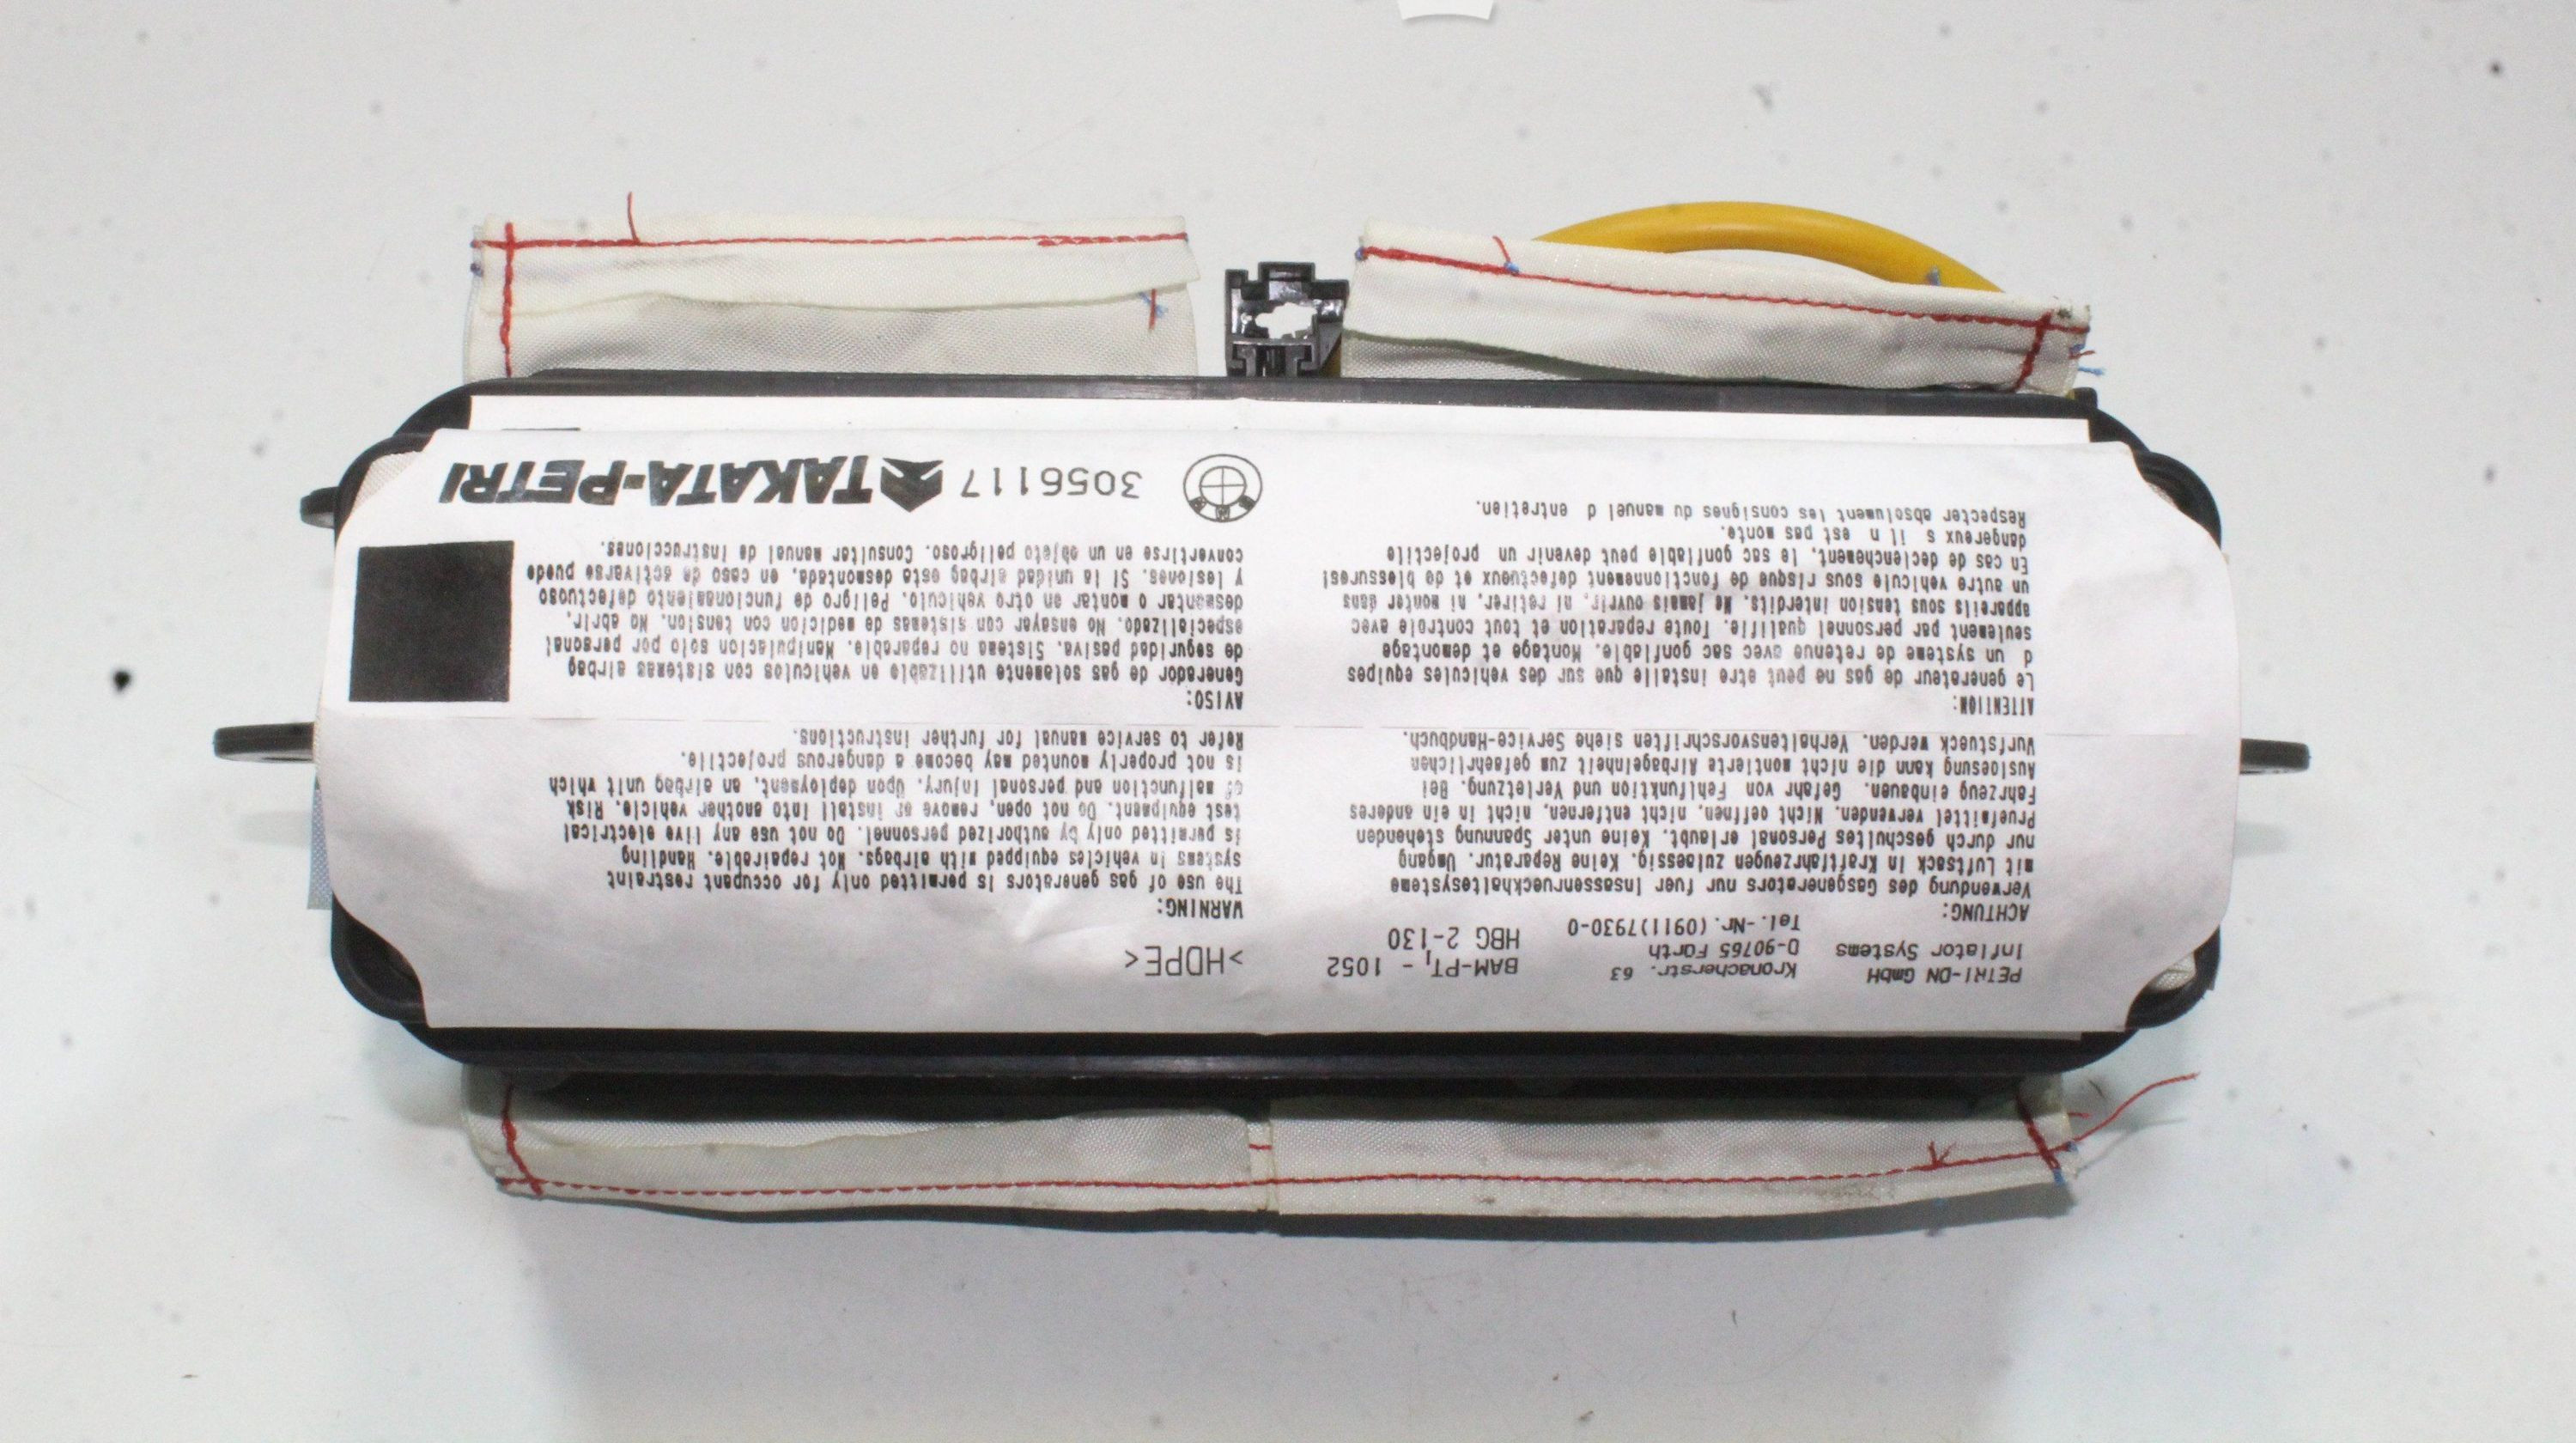 PETRI-DN GmbH
Inflator Systems
Kronacherstr. 63
D-90765 Fürth
Tel.-Nr. (0911)7930-0
BAM-PT1 - 1052
HBG 2-130
>HDPE<
ACHTUNG:
Verwendung des Gasgenerators nur fuer Insassenrueckhaltesysteme
mit Luftsack in Kraftfahrzeugen zulaessig. Keine Reparatur. Umgang
nur durch geschultes Personal erlaubt. Keine unter Spannung stehenden
Pruefmittel verwenden. Nicht oeffnen, nicht entfernen, nicht in ein anderes
Fahrzeug einbauen. Gefahr von Fehlfunktion und Verletzung. Bei
Ausloesung kann die nicht montierte Airbageinheit zum gefaehrlichen
Wurfstueck werden. Verhaltensvorschriften siehe Service-Handbuch.
ATTENTION:
Le generateur de gas ne peut etre installe que sur des vehicules equipes
d un systeme de retenue avec sac gonflable. Montage et demontage
seulement par personnel qualifie. Toute reparation et tout controle avec
appareils sous tension interdits. Ne jamais ouvrir, ni retirer, ni monter dans
un autre vehicule sous risque de fonctionnement defectueux et de blessures!
En cas de declenchement, le sac gonflable peut devenir un projectile
dangereux s il n est pas monte.
Respecter absolument les consignes du manuel d entretien.
WARNING:
The use of gas generators is permitted only for occupant restraint
systems in vehicles equipped with airbags. Not repairable. Handling
is permitted only by authorized personnel. Do not use any live electrical
test equipment. Do not open, remove or install into another vehicle. Risk
of malfunction and personal injury. Upon deployment, an airbag unit which
is not properly mounted may become a dangerous projectile.
Refer to service manual for further instructions.
AVISO:
Generador de gas solamente utilizable en vehiculos con sistemas airbag
de seguridad pasiva. Sistema no reparable. Manipulacion solo por personal
especializado. No ensayar con sistemas de medicion con tension. No abrir,
desmontar o montar en otro vehiculo. Peligro de funcionamiento defectuoso
y lesiones. Si la unidad airbag esta desmontada, en caso de activarse puede
convertirse en un objeto peligroso. Consultar manual de instrucciones.
BMW
3056117
TAKATA-PETRI